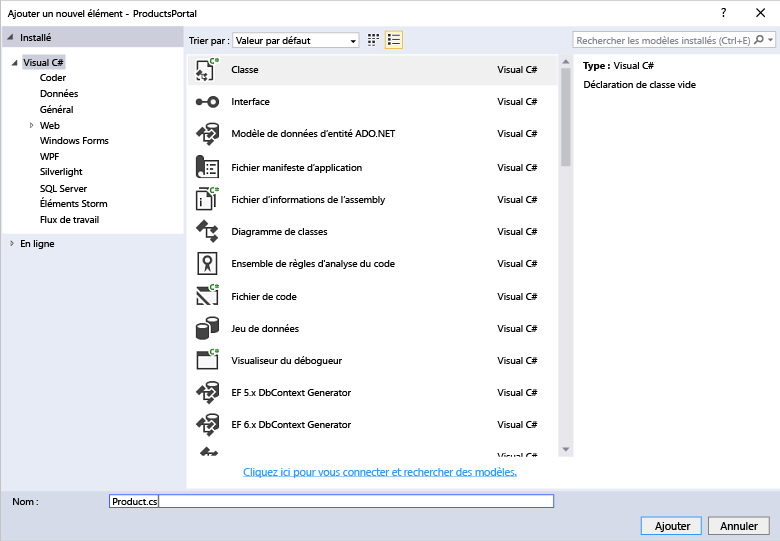 Ajouter un nouvel élément - ProductsPortal
?
Installé
Trier par :
Valeur par défaut
Rechercher les modèles installés (Ctrl+E)
Visual C#
Coder
Données
Général
Web
Windows Forms
WPF
Silverlight
SQL Server
Éléments Storm
Flux de travail
En ligne
Classe Visual C#
Interface Visual C#
Modèle de données d'entité ADO.NET Visual C#
Fichier manifeste d'application Visual C#
Fichier d'informations de l'assembly Visual C#
Diagramme de classes Visual C#
Ensemble de règles d'analyse du code Visual C#
Fichier de code Visual C#
Jeu de données Visual C#
Visualiseur du débogueur Visual C#
EF 5.x DbContext Generator Visual C#
EF 6.x DbContext Generator Visual C#
Type : Visual C#
Déclaration de classe vide
Cliquez ici pour vous connecter et rechercher des modèles.
Nom :
Product.cs
Ajouter
Annuler